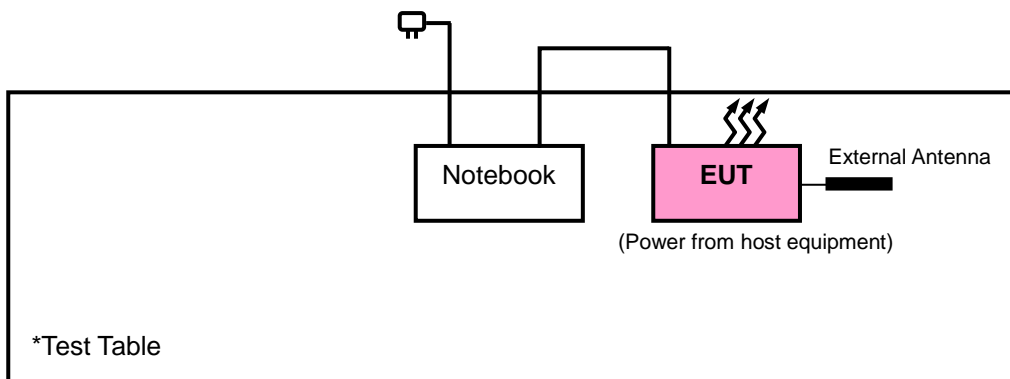 Notebook
EUT
External Antenna
(Power from host equipment)
*Test Table